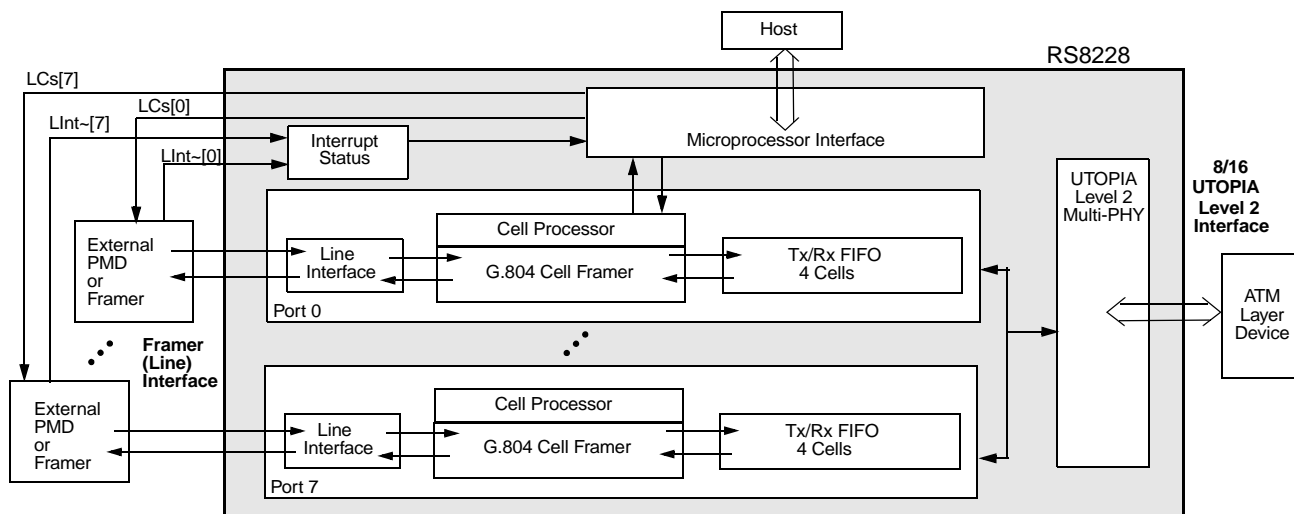 Host
RS8228
LCs[7]
LCs[0]
LInt~[7]
LInt~[0]
Interrupt
Status
Microprocessor Interface
8/16
UTOPIA
Level 2
Interface
UTOPIA
Level 2
Multi-PHY
External
PMD
or
Framer
Line
Interface
Cell Processor
G.804 Cell Framer
Tx/Rx FIFO
4 Cells
Port 0
ATM
Layer
Device
Framer
(Line)
Interface
External
PMD
or
Framer
Line
Interface
Cell Processor
G.804 Cell Framer
Tx/Rx FIFO
4 Cells
Port 7